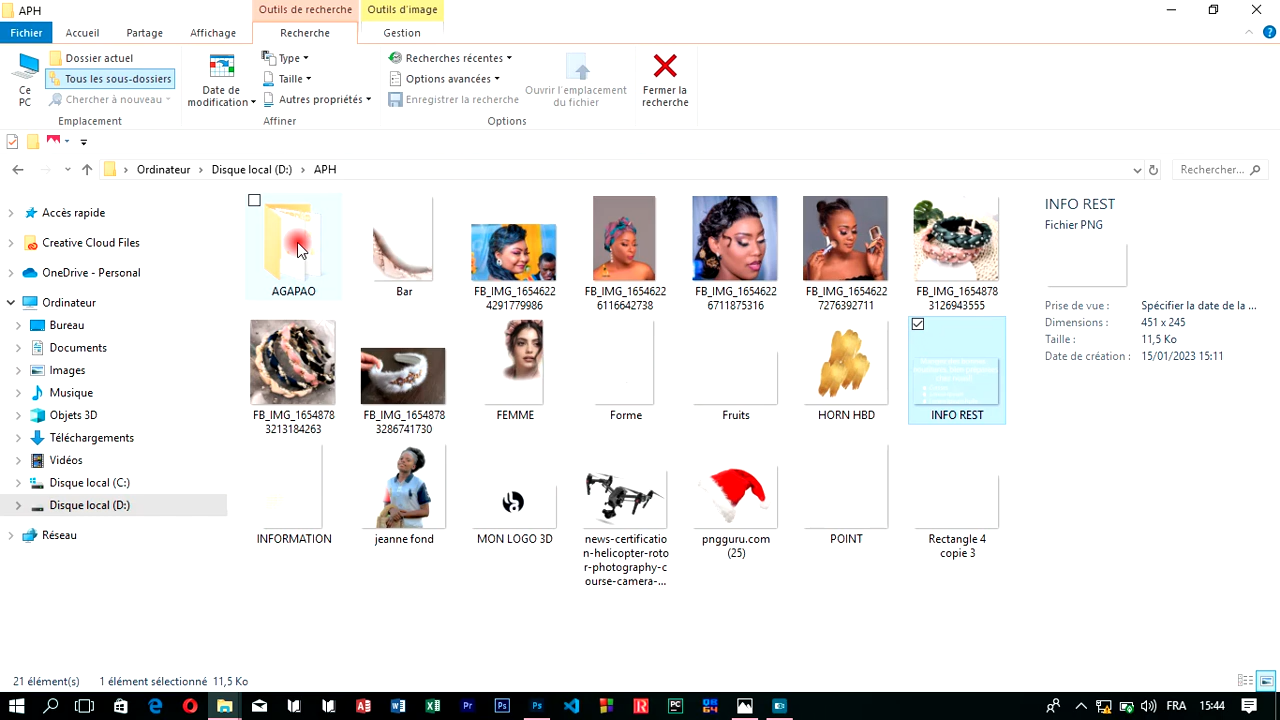 APH
Outils de recherche
Outils d'image
Fichier
Accueil
Partage
Affichage
Recherche
Gestion
Ce PC
Dossier actuel
Tous les sous-dossiers
Chercher à nouveau
Emplacement
Date de modification
Type
Taille
Autres propriétés
Affiner
Recherches récentes
Options avancées
Enregistrer la recherche
Ouvrir l'emplacement du fichier
Options
Fermer la recherche
Ordinateur
Disque local (D:)
APH
Rechercher...
Accès rapide
Creative Cloud Files
OneDrive - Personal
Ordinateur
Bureau
Documents
Images
Musique
Objets 3D
Téléchargements
Vidéos
Disque local (C:)
Disque local (D:)
Réseau
AGAPAO
Bar
FB_IMG_1654622
4291779986
FB_IMG_1654622
6116642738
FB_IMG_1654622
6711875316
FB_IMG_1654622
7276392711
FB_IMG_1654878
3126943555
FB_IMG_1654878
3213184263
FB_IMG_1654878
3286741730
FEMME
Forme
Fruits
HORN HBD
INFO REST
INFORMATION
jeanne fond
MON LOGO 3D
news-certificatio
n-helicopter-roto
r-photography-c
ourse-camera-...
pngguru.com
(25)
POINT
Rectangle 4
copie 3
INFO REST
Fichier PNG
Prise de vue : Spécifier la date de la ...
Dimensions : 451 x 245
Taille : 11,5 Ko
Date de création : 15/01/2023 15:11
21 élément(s) 1 élément sélectionné 11,5 Ko
FRA 15:44